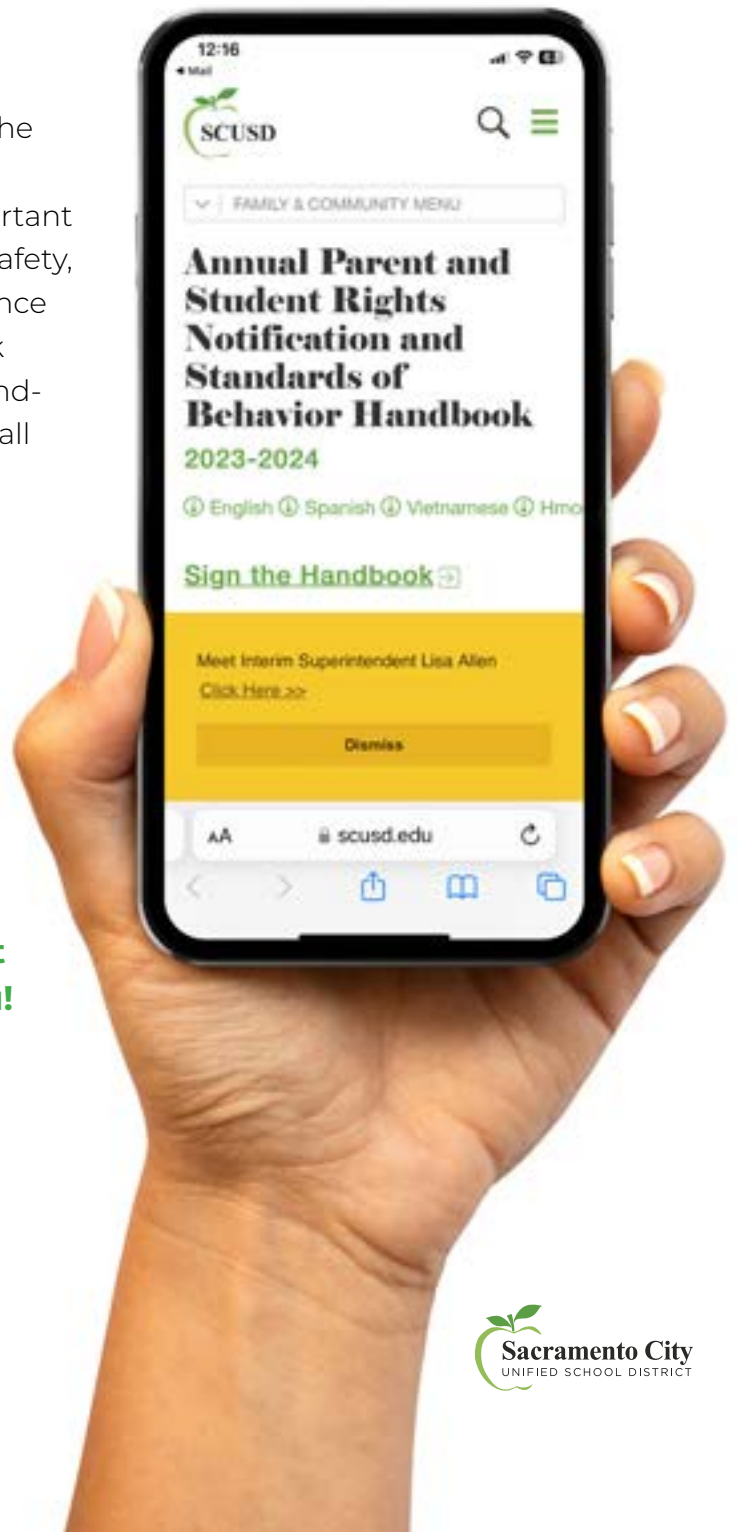 he
rtant
afety,
nce
k
nd-
all
t
!
12:16
Mail
SCUSD
FAMILY & COMMUNITY MENU
Annual Parent and
Student Rights
Notification and
Standards of
Behavior Handbook
2023-2024
English Spanish Vietnamese Hmo
Sign the Handbook
Meet Interim Superintendent Lisa Allen
Click Here >>
Dismiss
AA scusd.edu
Sacramento City
UNIFIED SCHOOL DISTRICT